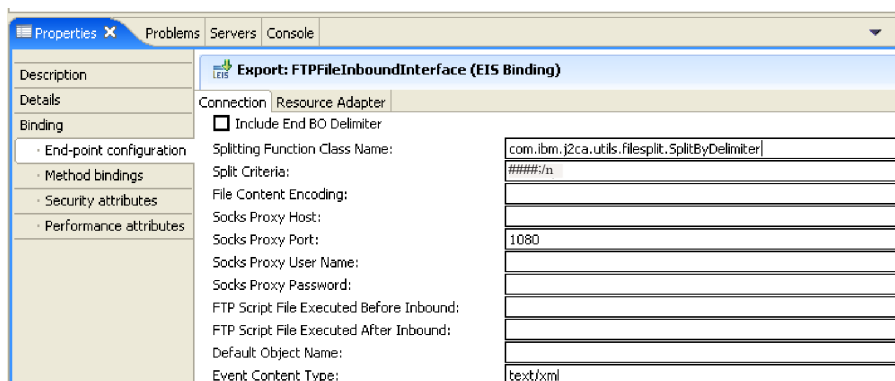 Properties Problems Servers Console
Export: FTPFileInboundInterface (EIS Binding)
Description
Details
Binding
· End-point configuration
· Method bindings
· Security attributes
· Performance attributes
Connection Resource Adapter
Include End BO Delimiter
Splitting Function Class Name: com.ibm.j2ca.utils.filesplit.SplitByDelimiter
Split Criteria: ####;/n
File Content Encoding:
Socks Proxy Host:
Socks Proxy Port: 1080
Socks Proxy User Name:
Socks Proxy Password:
FTP Script File Executed Before Inbound:
FTP Script File Executed After Inbound:
Default Object Name:
Event Content Type: text/xml